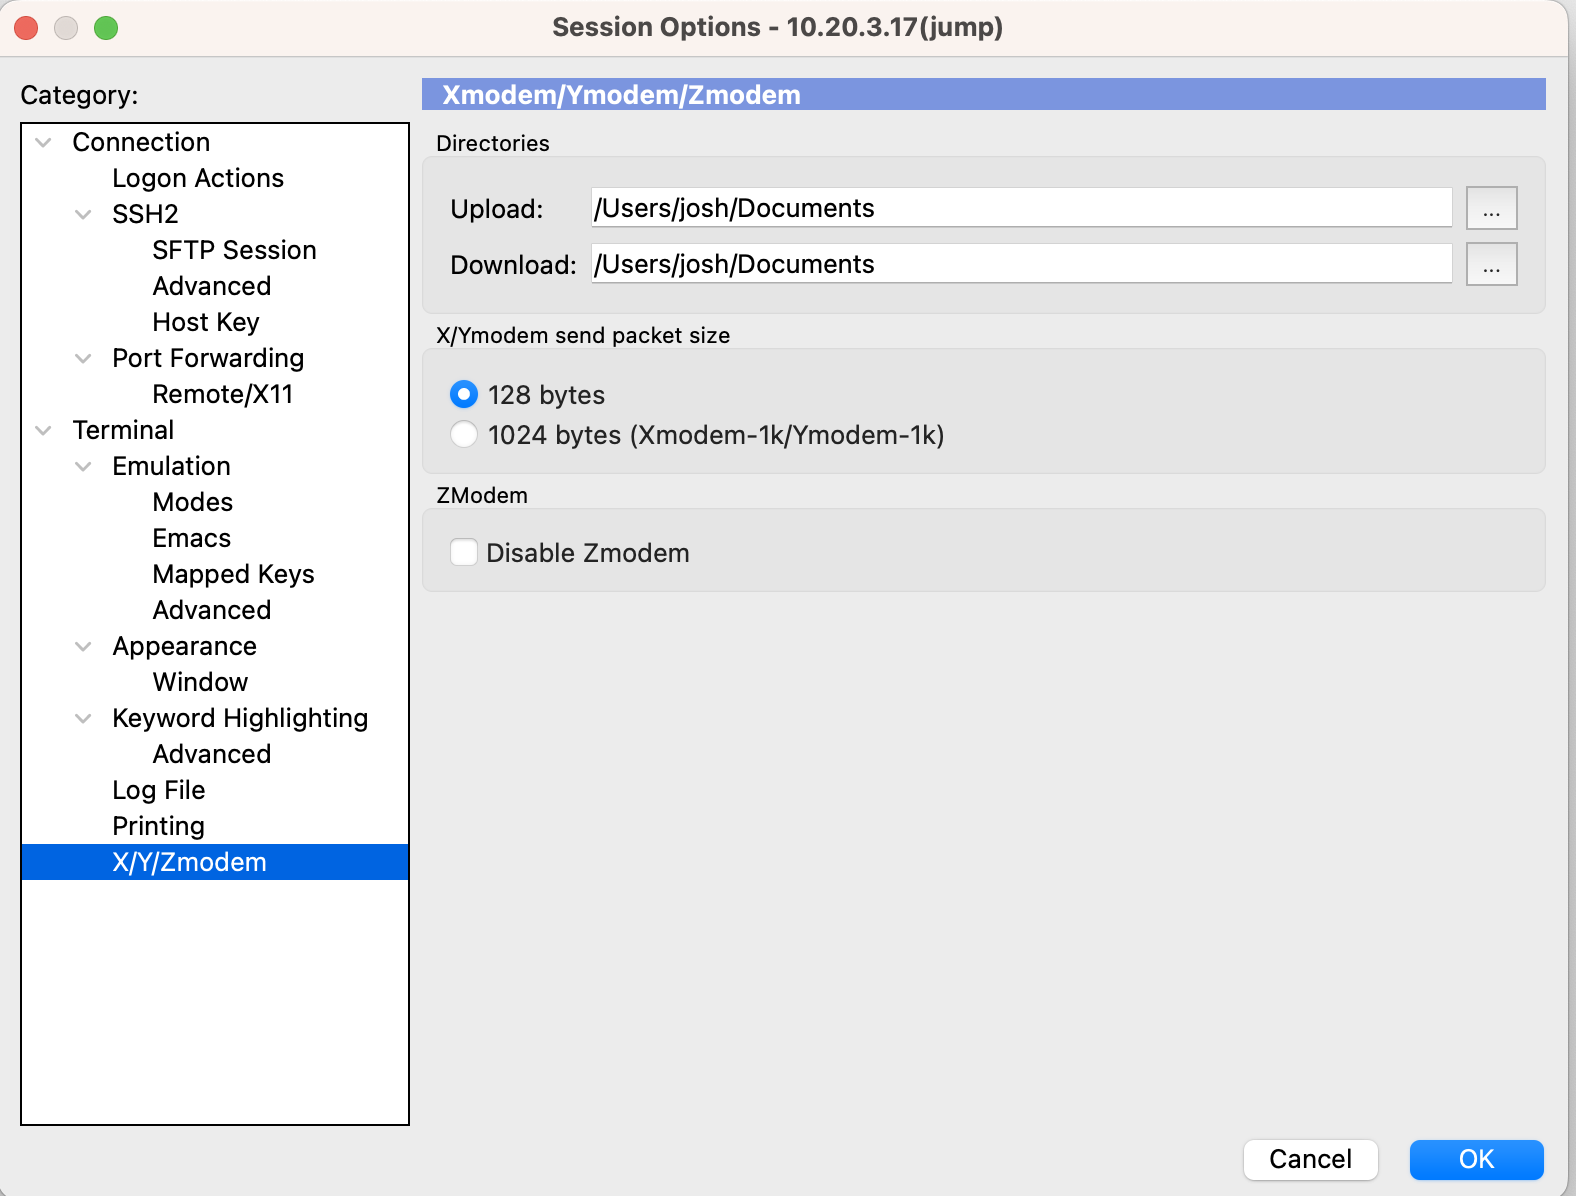 Session Options - 10.20.3.17(jump)
Category:
Connection
Logon Actions
SSH2
SFTP Session
Advanced
Host Key
Port Forwarding
Remote/X11
Terminal
Emulation
Modes
Emacs
Mapped Keys
Advanced
Appearance
Window
Keyword Highlighting
Advanced
Log File
Printing
X/Y/Zmodem
Xmodem/Ymodem/Zmodem
Directories
Upload: /Users/josh/Documents ...
Download: /Users/josh/Documents ...
X/Ymodem send packet size
128 bytes
1024 bytes (Xmodem-1k/Ymodem-1k)
ZModem
Disable Zmodem
Cancel OK